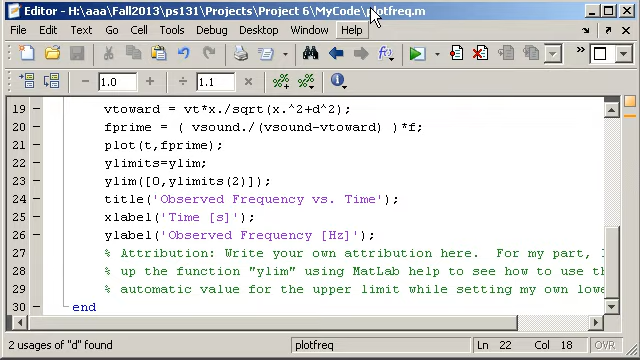 Editor - H:\aaa\Fall2013\ps131\Projects\Project 6\MyCode\plotfreq.m
File Edit Text Go Cell Tools Debug Desktop Window Help
1.0 1.1
19 vtoward = vt*x./sqrt(x.^2+d^2);
20 fprime = ( vsound./(vsound-vtoward) )*f;
21 plot(t,fprime);
22 ylimits=ylim;
23 ylim([0,ylimits(2)]);
24 title('Observed Frequency vs. Time');
25 xlabel('Time [s]');
26 ylabel('Observed Frequency [Hz]');
27 % Attribution: Write your own attribution here. For my part, I
28 % up the function "ylim" using MatLab help to see how to use th
29 % automatic value for the upper limit while setting my own lowe
30 end
2 usages of "d" found plotfreq Ln 22 Col 18 OVR